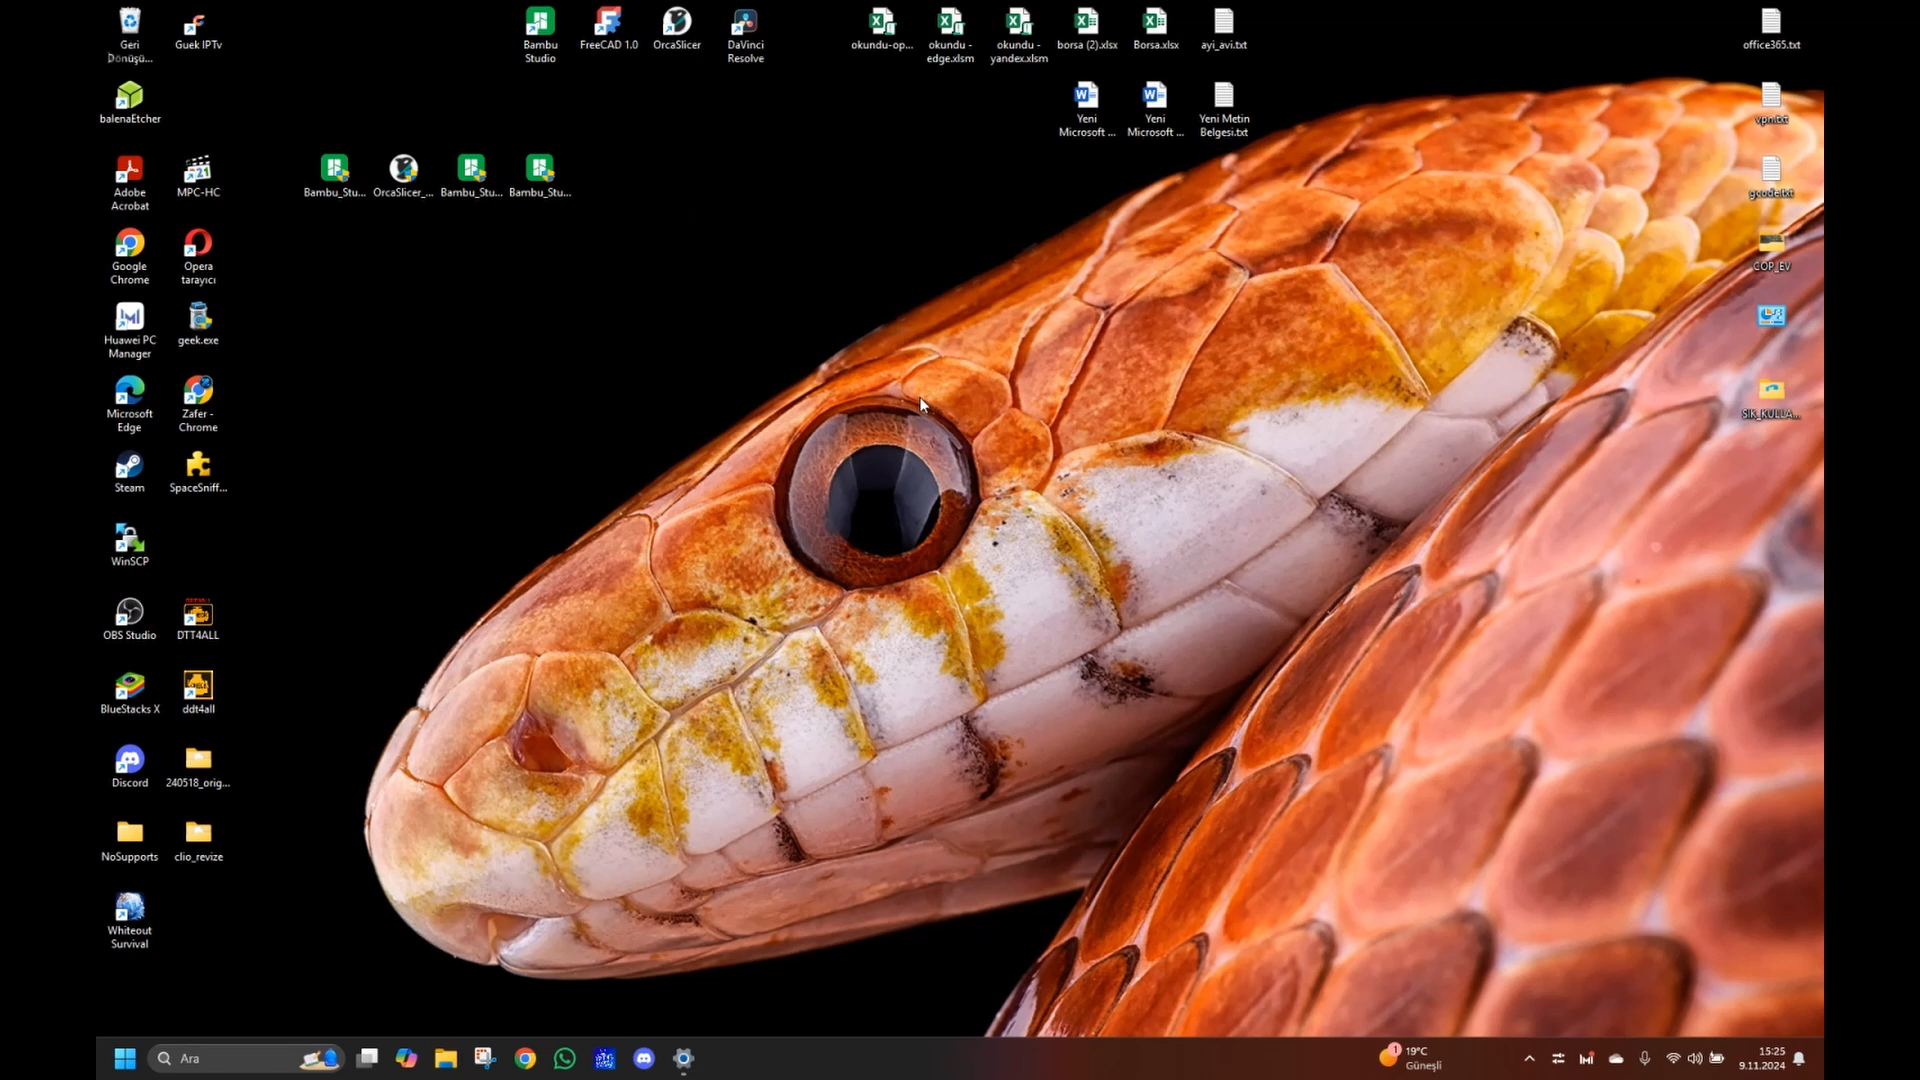 Geri
Dönüşü...
Guek IPTv
Bambu
Studio
FreeCAD 1.0
OrcaSlicer
DaVinci
Resolve
okundu-op...
okundu -
edge.xlsm
okundu -
yandex.xlsm
borsa (2).xlsx
Borsa.xlsx
ayi_avi.txt
office365.txt
balenaEtcher
Yeni
Microsoft ...
Yeni
Microsoft ...
Yeni Metin
Belgesi.txt
vpn.txt
Adobe
Acrobat
MPC-HC
Bambu_Stu...
OrcaSlicer_...
Bambu_Stu...
Bambu_Stu...
gcode.txt
Google
Chrome
Opera
tarayıcı
COP_EV
Huawei PC
Manager
geek.exe
Microsoft
Edge
Zafer -
Chrome
SIK_KULLA...
Steam
SpaceSniff...
WinSCP
OBS Studio
DTT4ALL
BlueStacks X
ddt4all
Discord
240518_orig...
NoSupports
clio_revize
Whiteout
Survival
Ara
1
19°C
Güneşli
15:25
9.11.2024